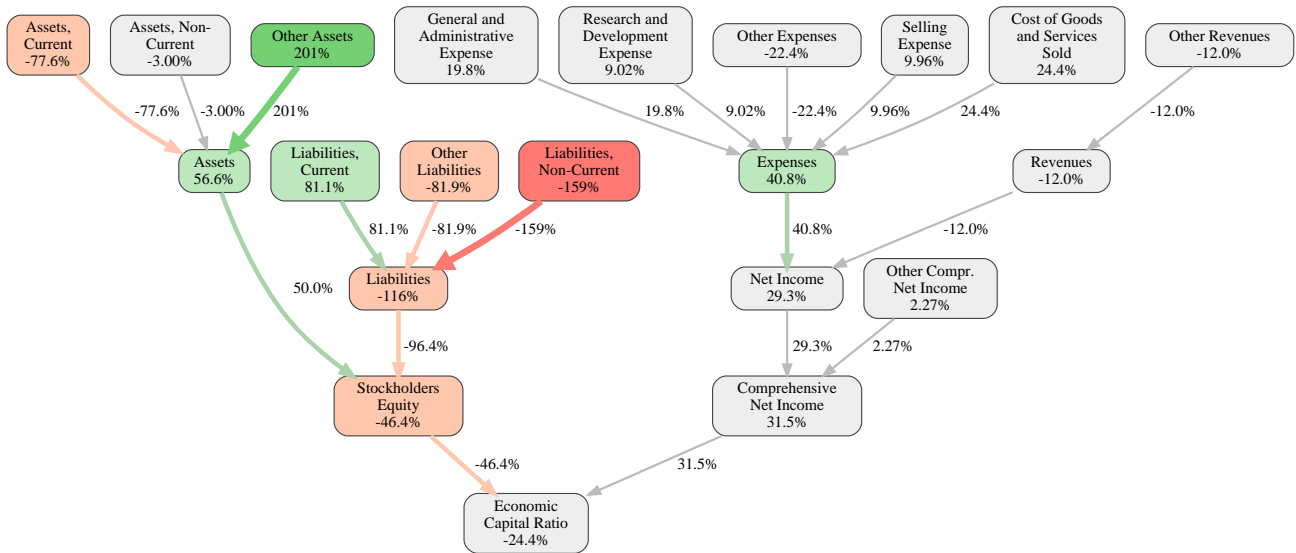 Assets,
Current
-77.6%
Assets, Non-
Current
-3.00%
Other Assets
201%
General and
Administrative
Expense
19.8%
Research and
Development
Expense
9.02%
Other Expenses
-22.4%
Selling
Expense
9.96%
Cost of Goods
and Services
Sold
24.4%
Other Revenues
-12.0%
-77.6%
-3.00%
201%
19.8%
9.02%
-22.4%
9.96%
24.4%
-12.0%
Assets
56.6%
Liabilities,
Current
81.1%
Other
Liabilities
-81.9%
Liabilities,
Non-Current
-159%
Expenses
40.8%
Revenues
-12.0%
81.1%
-81.9%
-159%
40.8%
-12.0%
50.0%
Liabilities
-116%
Net Income
29.3%
Other Compr.
Net Income
2.27%
-96.4%
29.3%
2.27%
Stockholders
Equity
-46.4%
Comprehensive
Net Income
31.5%
-46.4%
31.5%
Economic
Capital Ratio
-24.4%